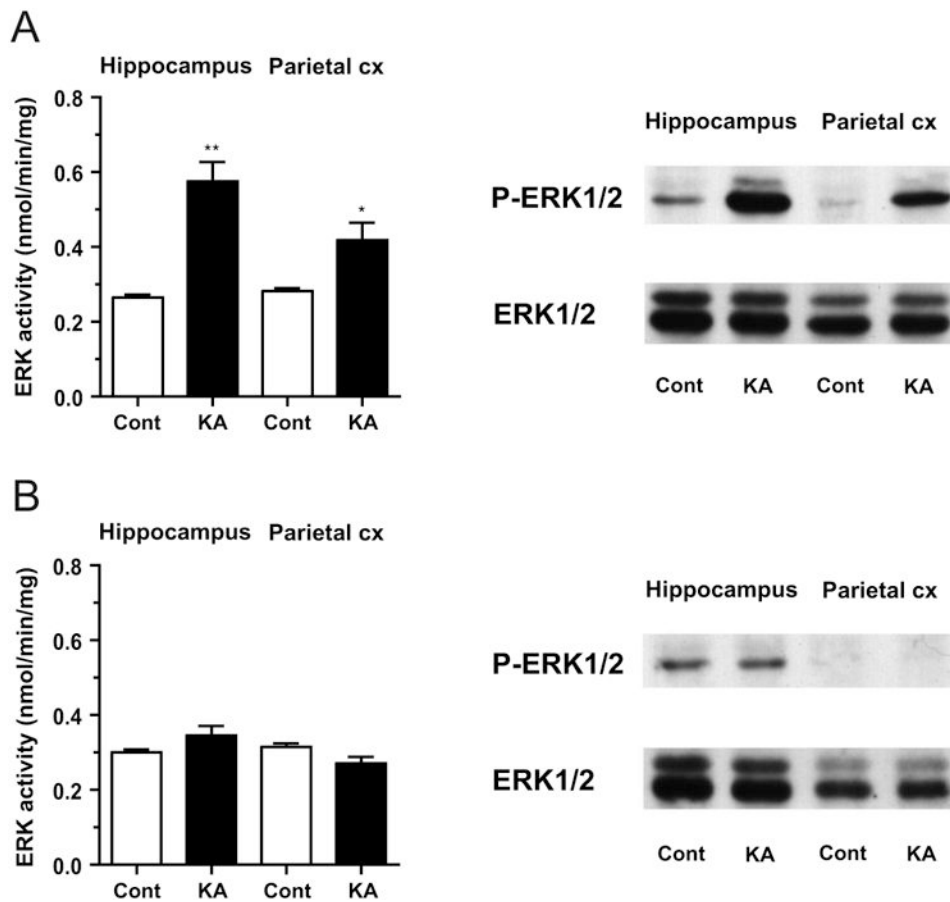 A
Hippocampus Parietal cx
ERK activity (nmol/min/mg)
0.8
0.6
0.4
0.2
0.0
**
*
Cont KA Cont KA
Hippocampus Parietal cx
P-ERK1/2
ERK1/2
Cont KA Cont KA
B
Hippocampus Parietal cx
ERK activity (nmol/min/mg)
0.8
0.6
0.4
0.2
0.0
Cont KA Cont KA
Hippocampus Parietal cx
P-ERK1/2
ERK1/2
Cont KA Cont KA